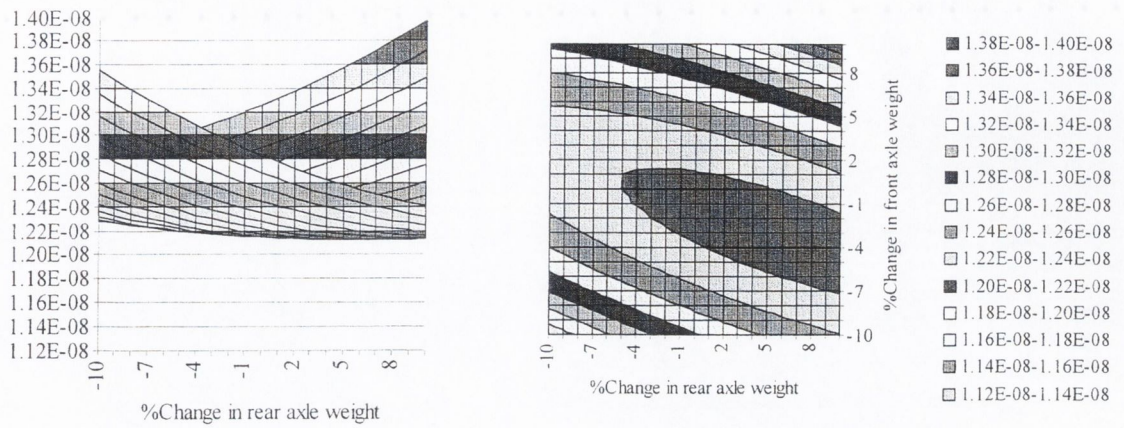 1.40E-08
1.38E-08
1.36E-08
1.34E-08
1.32E-08
1.30E-08
1.28E-08
1.26E-08
1.24E-08
1.22E-08
1.20E-08
1.18E-08
1.16E-08
1.14E-08
1.12E-08
-10
-7
-4
-1
2
5
8
%Change in rear axle weight
8
5
2
-1
-4
-7
-10
%Change in front axle weight
-10
-7
-4
-1
2
5
8
%Change in rear axle weight
1.38E-08-1.40E-08
1.36E-08-1.38E-08
1.34E-08-1.36E-08
1.32E-08-1.34E-08
1.30E-08-1.32E-08
1.28E-08-1.30E-08
1.26E-08-1.28E-08
1.24E-08-1.26E-08
1.22E-08-1.24E-08
1.20E-08-1.22E-08
1.18E-08-1.20E-08
1.16E-08-1.18E-08
1.14E-08-1.16E-08
1.12E-08-1.14E-08